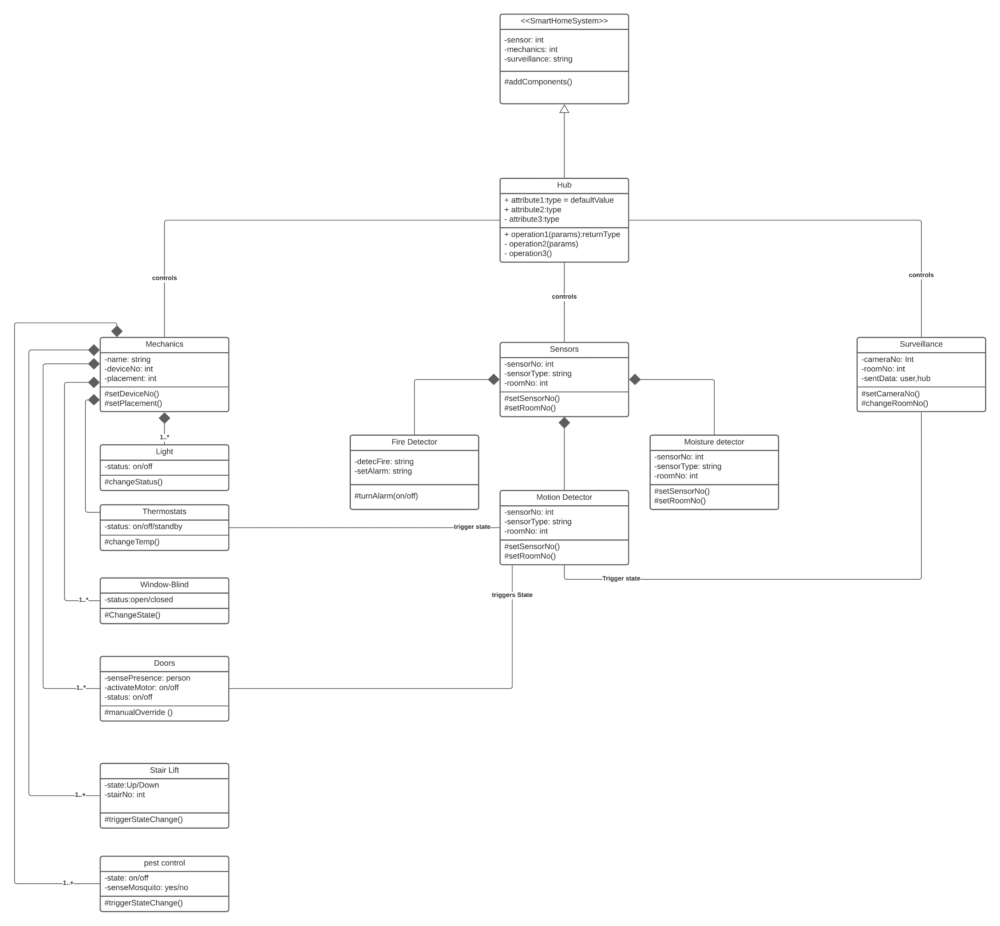 <<SmartHomeSystem>>
-sensor: int
-mechanics: int
-surveillance: string
#addComponents()
Hub
+ attribute1:type = defaultValue
+ attribute2:type
- attribute3:type
+ operation1(params):returnType
- operation2(params)
- operation3()
controls
controls
controls
Mechanics
-name: string
-deviceNo: int
-placement: int
#setDeviceNo()
#setPlacement()
Sensors
-sensorNo: int
-sensorType: string
-roomNo: int
#setSensorNo()
#setRoomNo()
Surveillance
-cameraNo: Int
-roomNo: int
-sentData: user,hub
#setCameraNo()
#changeRoomNo()
1..*
Light
-status: on/off
#changeStatus()
Fire Detector
-detecFire: string
-setAlarm: string
#turnAlarm(on/off)
Moisture detector
-sensorNo: int
-sensorType: string
-roomNo: int
#setSensorNo()
#setRoomNo()
Thermostats
-status: on/off/standby
#changeTemp()
trigger state
Motion Detector
-sensorNo: int
-sensorType: string
-roomNo: int
#setSensorNo()
#setRoomNo()
Trigger state
triggers State
Window-Blind
-status:open/closed
#ChangeState()
1..*
Doors
-sensePresence: person
-activateMotor: on/off
-status: on/off
#manualOverride ()
1..*
Stair Lift
-state:Up/Down
-stairNo: int
#triggerStateChange()
1..+
pest control
-state: on/off
-senseMosquito: yes/no
#triggerStateChange()
1..+